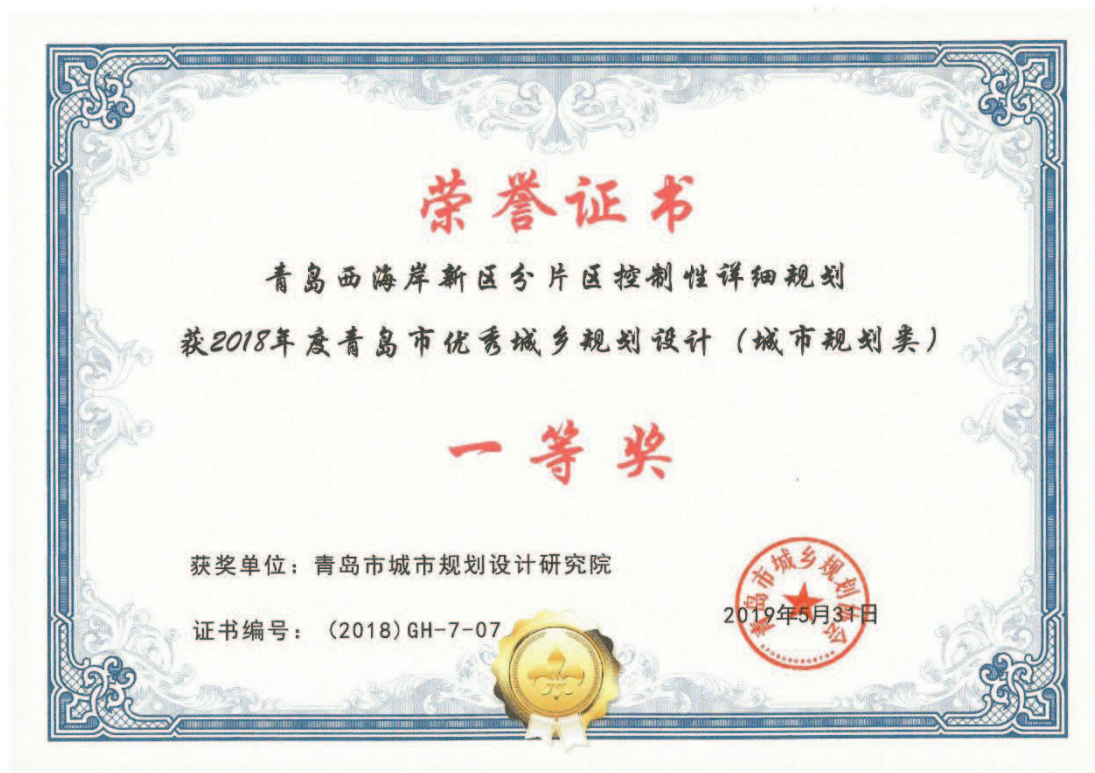 荣誉证书
青岛西海岸新区分片区控制性详细规划
获2018年度青岛市优秀城乡规划设计（城市规划类）
一等奖
获奖单位：青岛市城市规划设计研究院
证书编号：(2018)GH-7-07
青岛市城乡规划协会
2019年5月31日